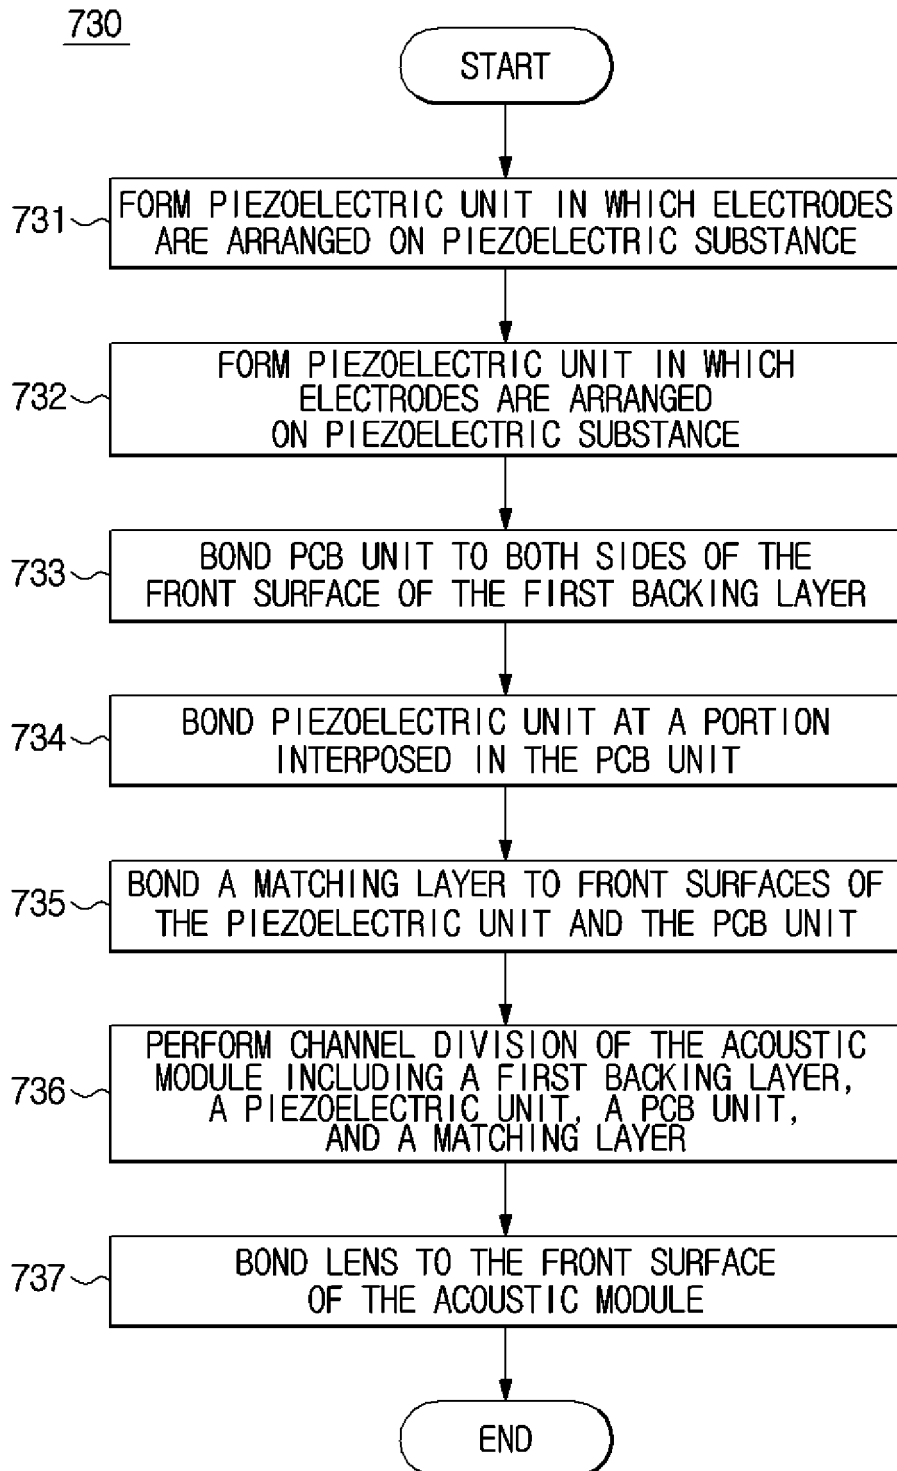 730
START
731
FORM PIEZOELECTRIC UNIT IN WHICH ELECTRODES
ARE ARRANGED ON PIEZOELECTRIC SUBSTANCE
732
FORM PIEZOELECTRIC UNIT IN WHICH
ELECTRODES ARE ARRANGED
ON PIEZOELECTRIC SUBSTANCE
733
BOND PCB UNIT TO BOTH SIDES OF THE
FRONT SURFACE OF THE FIRST BACKING LAYER
734
BOND PIEZOELECTRIC UNIT AT A PORTION
INTERPOSED IN THE PCB UNIT
735
BOND A MATCHING LAYER TO FRONT SURFACES OF
THE PIEZOELECTRIC UNIT AND THE PCB UNIT
736
PERFORM CHANNEL DIVISION OF THE ACOUSTIC
MODULE INCLUDING A FIRST BACKING LAYER,
A PIEZOELECTRIC UNIT, A PCB UNIT,
AND A MATCHING LAYER
737
BOND LENS TO THE FRONT SURFACE
OF THE ACOUSTIC MODULE
END